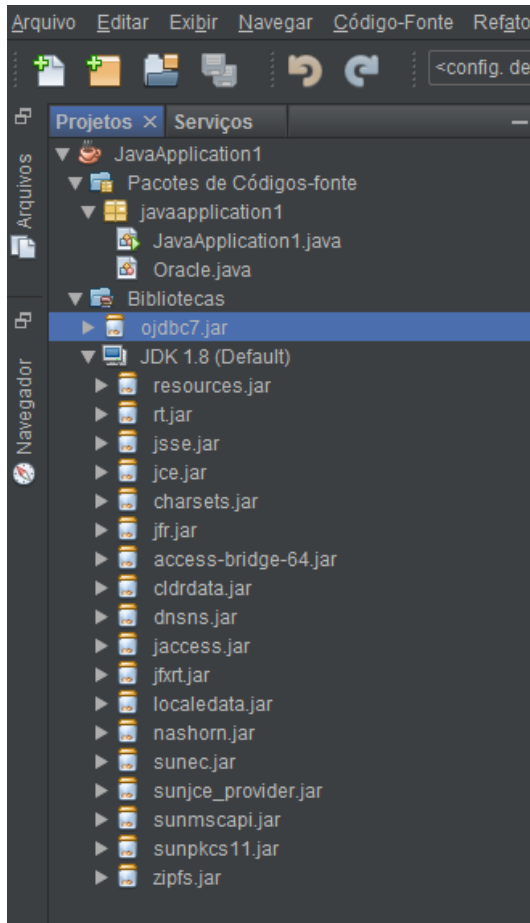 Arquivo Editar Exibir Navegar Código-Fonte Refato
<config. de
Projetos × Serviços
Arquivos
Navegador
JavaApplication1
Pacotes de Códigos-fonte
javaapplication1
JavaApplication1.java
Oracle.java
Bibliotecas
ojdbc7.jar
JDK 1.8 (Default)
resources.jar
rt.jar
jsse.jar
jce.jar
charsets.jar
jfr.jar
access-bridge-64.jar
cldrdata.jar
dnsns.jar
jaccess.jar
jfxrt.jar
localedata.jar
nashorn.jar
sunec.jar
sunjce_provider.jar
sunmscapi.jar
sunpkcs11.jar
zipfs.jar